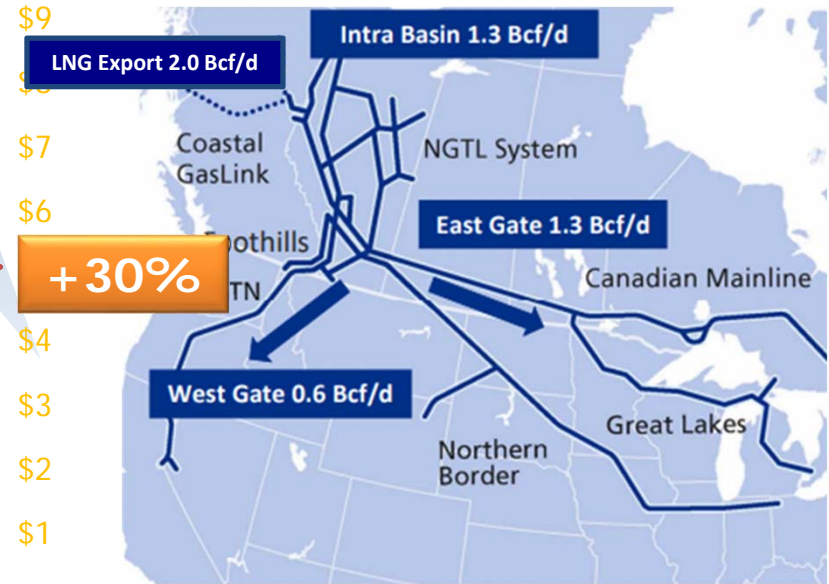 $9
Intra Basin 1.3 Bcf/d
LNG Export 2.0 Bcf/d
$7
Coastal
GasLink
NGTL System
$6
East Gate 1.3 Bcf/d
+30%
TN
Canadian Mainline
$4
West Gate 0.6 Bcf/d
$3
Great Lakes
Northern
Border
$2
$1